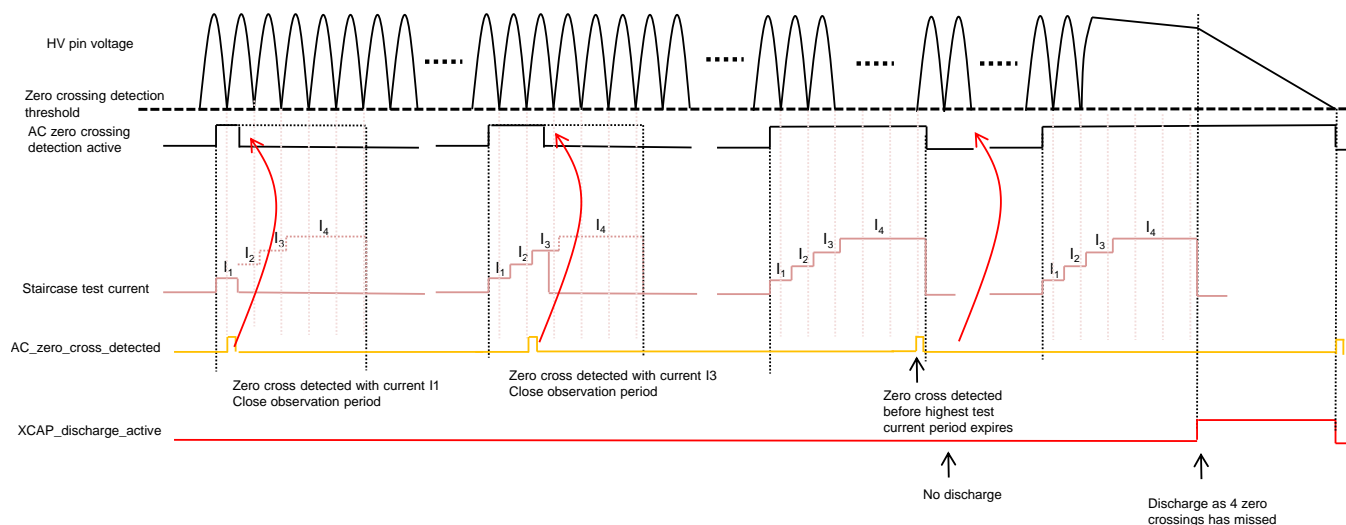 HV pin voltage
Zero crossing detection
threshold
AC zero crossing
detection active
I1
I2
I3
I4
I1
I2
I3
I4
I1
I2
I3
I4
I1
I2
I3
I4
Staircase test current
AC_zero_cross_detected
Zero cross detected with current I1
Close observation period
Zero cross detected with current I3
Close observation period
Zero cross detected
before highest test
current period expires
XCAP_discharge_active
No discharge
Discharge as 4 zero
crossings has missed